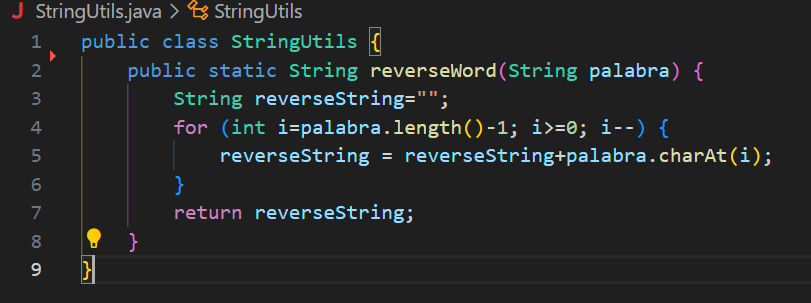 StringUtils.java > StringUtils
1 public class StringUtils {
2     public static String reverseWord(String palabra) {
3         String reverseString="";
4         for (int i=palabra.length()-1; i>=0; i--) {
5             reverseString = reverseString+palabra.charAt(i);
6         }
7         return reverseString;
8     }
9 }